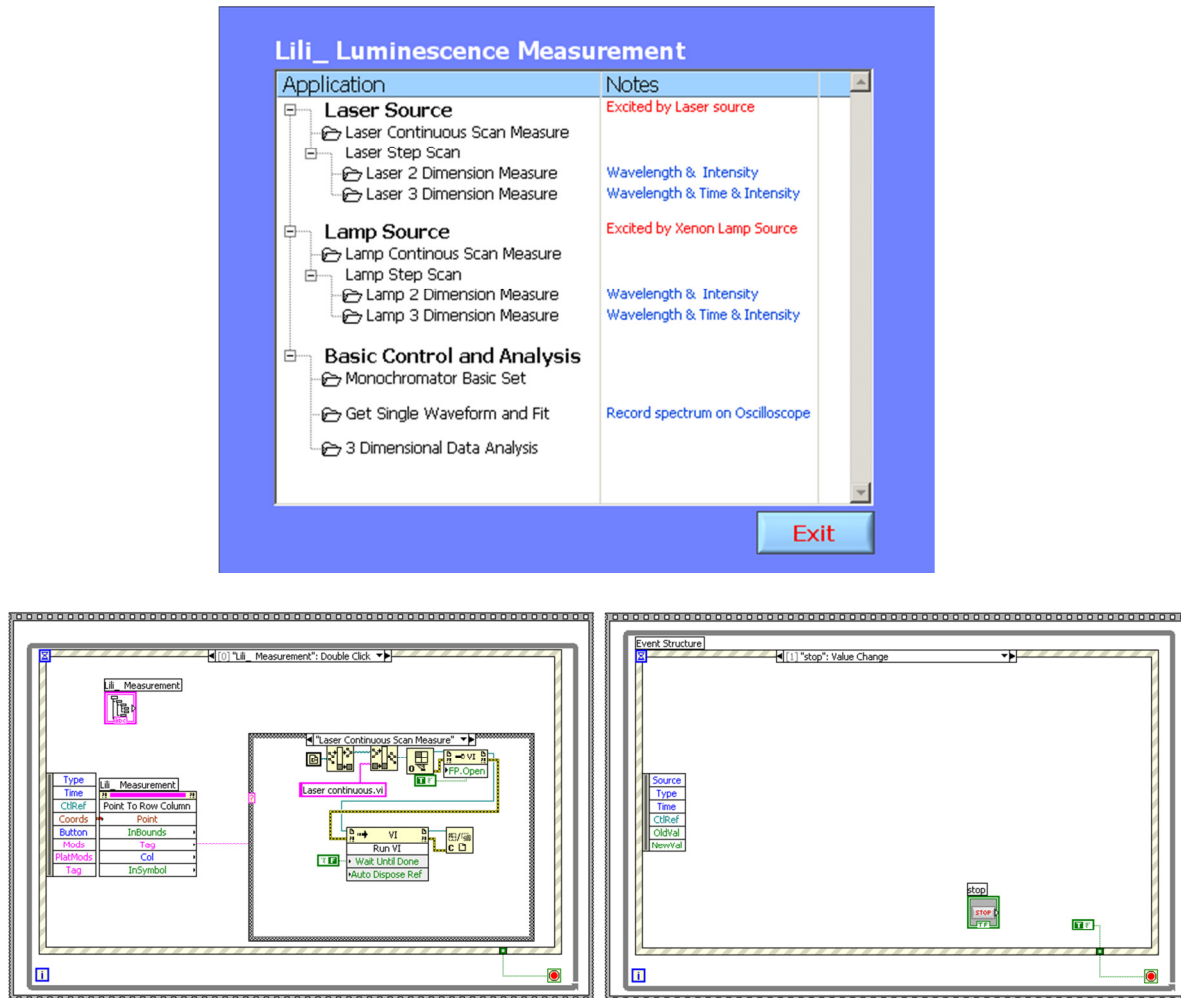 Lili_ Luminescence Measurement
Application Notes
Laser Source Excited by Laser source
Laser Continuous Scan Measure
Laser Step Scan
Laser 2 Dimension Measure Wavelength & Intensity
Laser 3 Dimension Measure Wavelength & Time & Intensity
Lamp Source Excited by Xenon Lamp Source
Lamp Continous Scan Measure
Lamp Step Scan
Lamp 2 Dimension Measure Wavelength & Intensity
Lamp 3 Dimension Measure Wavelength & Time & Intensity
Basic Control and Analysis
Monochromator Basic Set
Get Single Waveform and Fit Record spectrum on Oscilloscope
3 Dimensional Data Analysis
Exit
[0] "Lili_ Measurement": Double Click
Lili_ Measurement
"Laser Continuous Scan Measure"
VI
FP.Open
T F
Laser continuous.vi
Type
Time
CtlRef
Coords
Button
Mods
PlatMods
Tag
Lili_ Measurement
Point To Row Column
Point
InBounds
Tag
Col
InSymbol
VI
Run VI
Wait Until Done
Auto Dispose Ref
T F
C
i
Event Structure
[1] "stop": Value Change
Source
Type
Time
CtlRef
OldVal
NewVal
stop
STOP
T F
T F
i